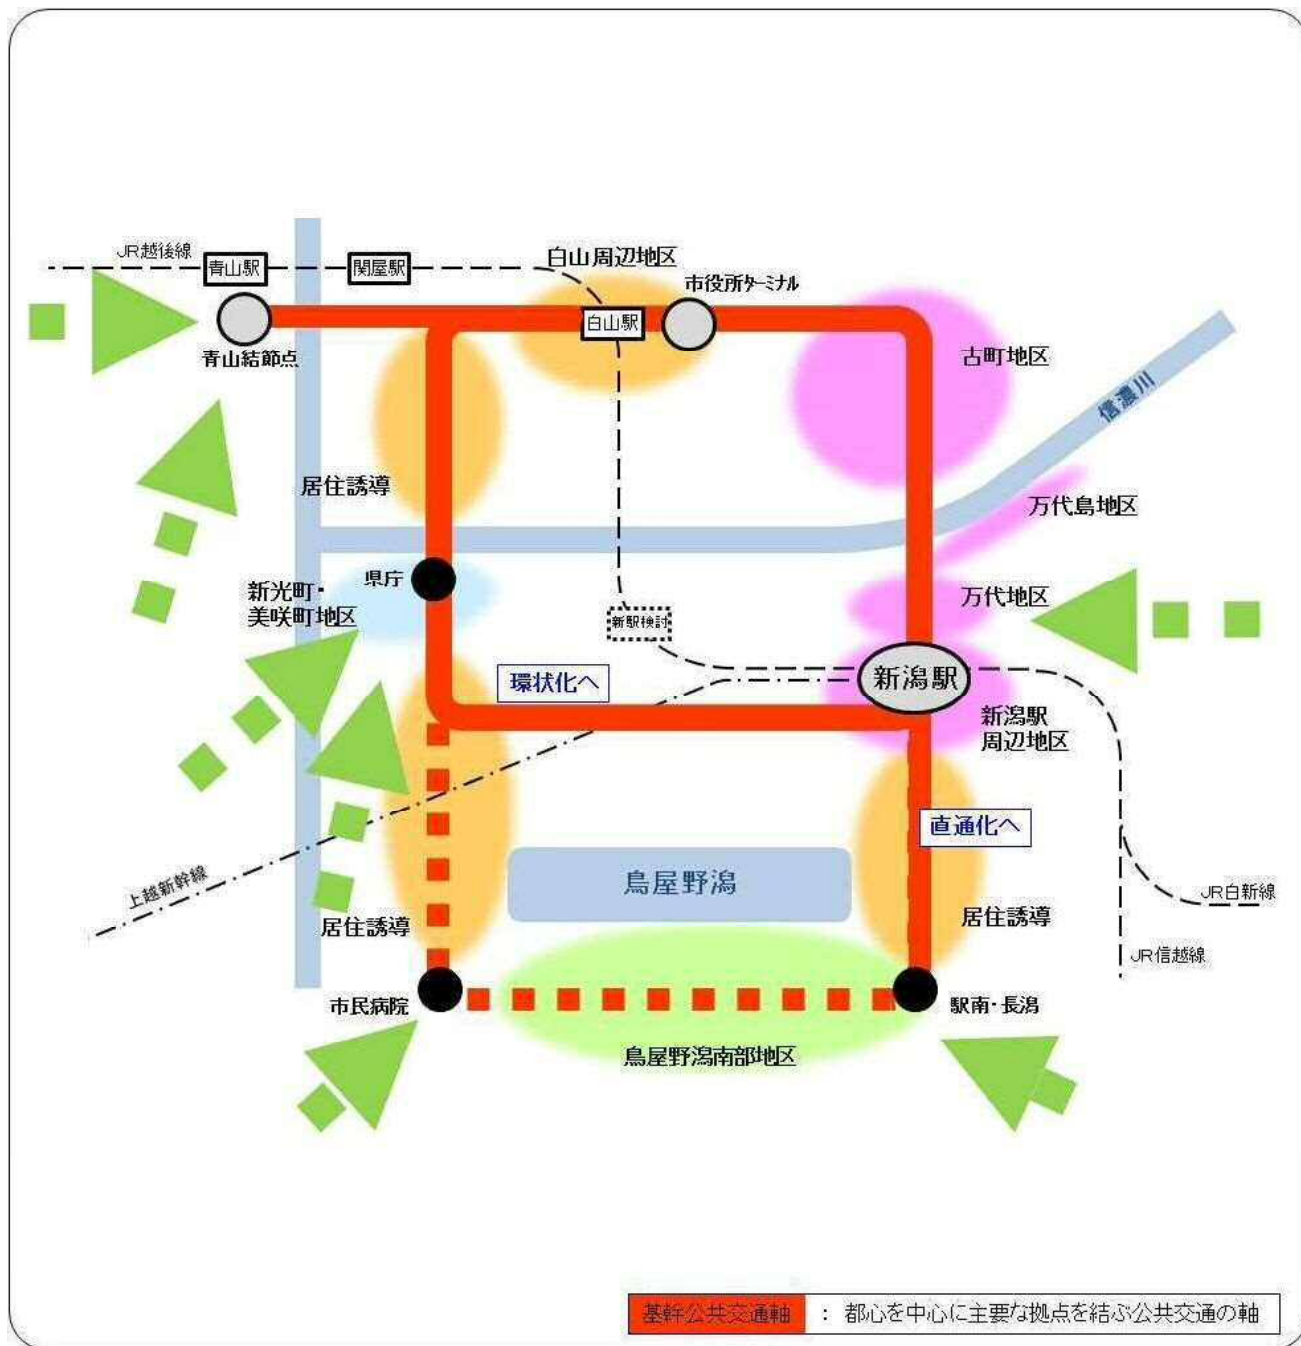 JR越後線
青山駅
関屋駅
白山周辺地区
市役所ターミナル
白山駅
青山結節点
古町地区
信濃川
居住誘導
万代島地区
県庁
新光町・
美咲町地区
万代地区
新駅検討
環状化へ
新潟駅
新潟駅
周辺地区
直通化へ
上越新幹線
鳥屋野潟
JR白新線
居住誘導
居住誘導
JR信越線
市民病院
駅南・長潟
鳥屋野潟南部地区
基幹公共交通軸 : 都心を中心に主要な拠点を結ぶ公共交通の軸